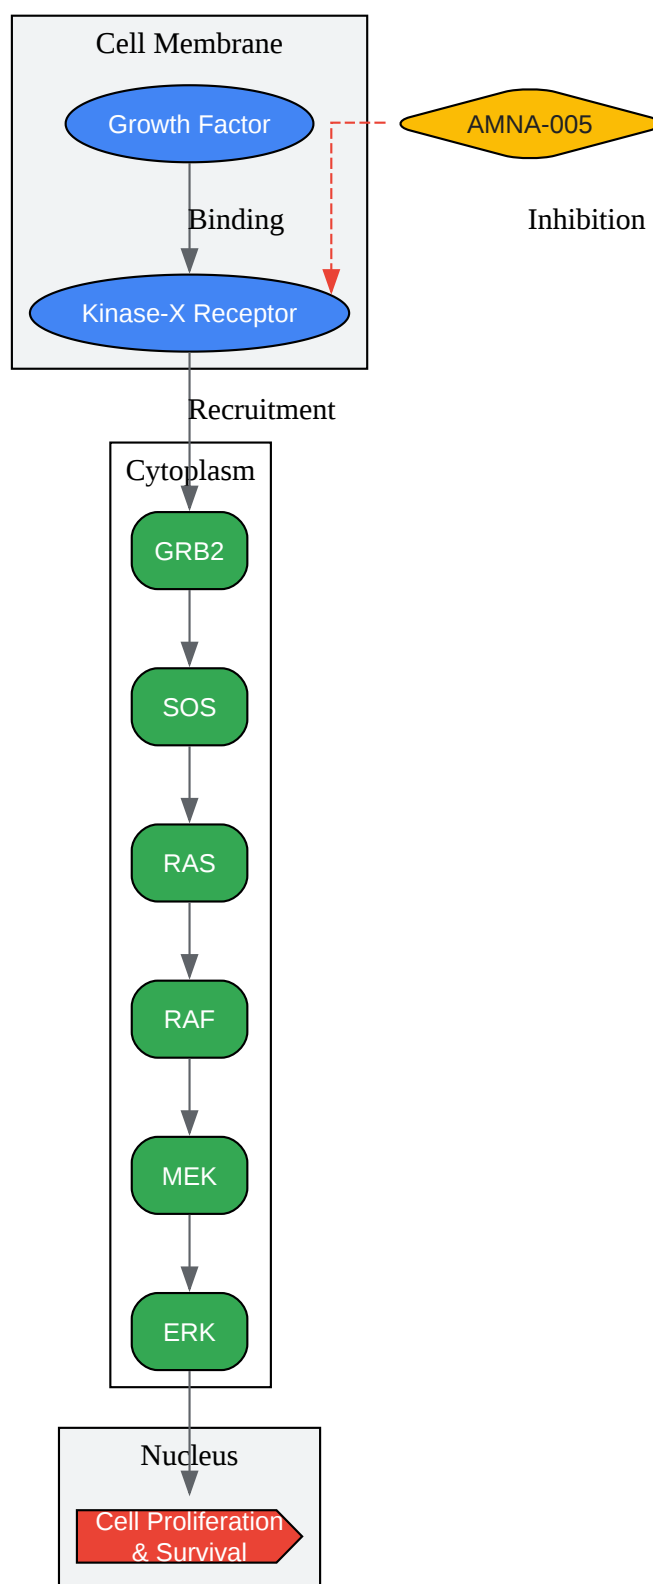 Cell Membrane
Growth Factor
AMNA-005
Binding
Inhibition
Kinase-X Receptor
Recruitment
Cytoplasm
GRB2
SOS
RAS
RAF
MEK
ERK
Nucleus
Cell Proliferation
& Survival